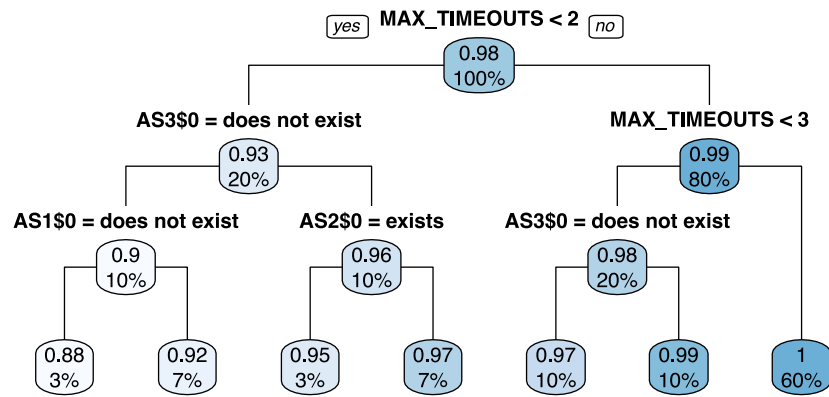 yes MAX_TIMEOUTS < 2 no
0.98
100%
AS3$0 = does not exist MAX_TIMEOUTS < 3
0.93 0.99
20% 80%
AS1$0 = does not exist AS2$0 = exists AS3$0 = does not exist
0.9 0.96 0.98
10% 10% 20%
0.88 0.92 0.95 0.97 0.97 0.99 1
3% 7% 3% 7% 10% 10% 60%